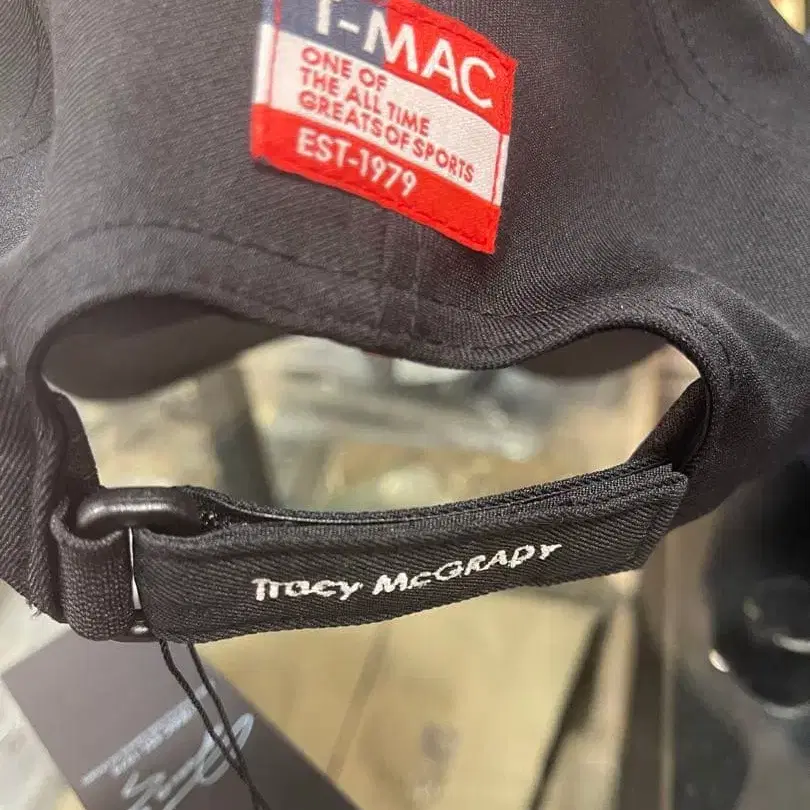 T-MAC
ONE OF
THE ALL TIME
GREATS OF SPORTS
EST-1979
Tracy McGRADY